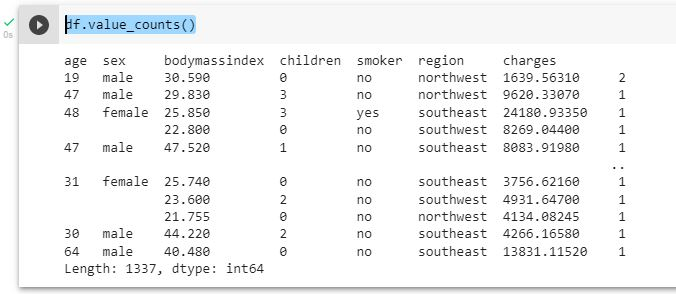 0s
df.value_counts()
age sex bodymassindex children smoker region charges
19 male 30.590 0 no northwest 1639.56310 2
47 male 29.830 3 no northwest 9620.33070 1
48 female 25.850 3 yes southeast 24180.93350 1
22.800 0 no southeast 8269.04400 1
47 male 47.520 1 no southeast 8083.91980 1
..
31 female 25.740 0 no southeast 3756.62160 1
23.600 2 no southwest 4931.64700 1
21.755 0 no northwest 4134.08245 1
30 male 44.220 2 no southeast 4266.16580 1
64 male 40.480 0 no southeast 13831.11520 1
Length: 1337, dtype: int64